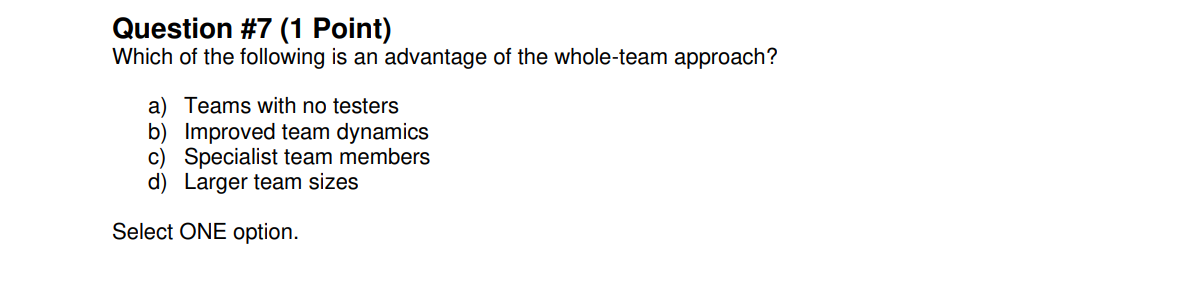 Question #7 (1 Point)
Which of the following is an advantage of the whole-team approach?
a) Teams with no testers
b) Improved team dynamics
c) Specialist team members
d) Larger team sizes
Select ONE option.